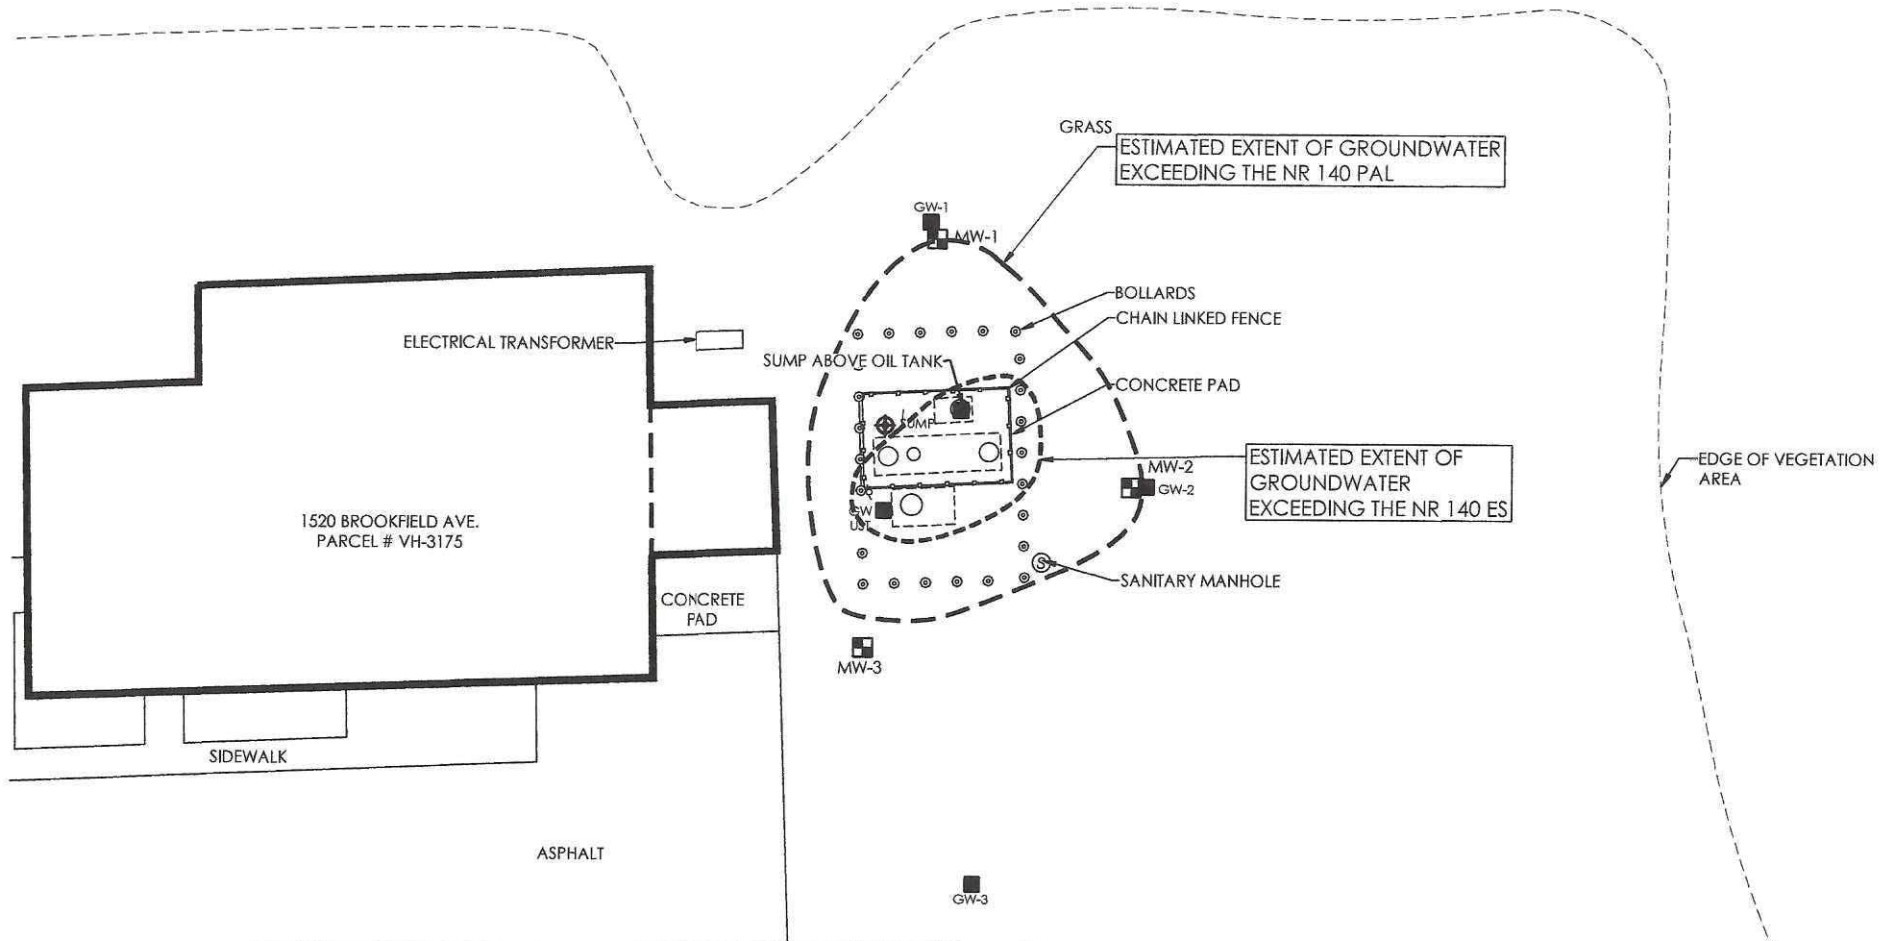 GRASS
ESTIMATED EXTENT OF GROUNDWATER
EXCEEDING THE NR 140 PAL
GW-1
MW-1
BOLLARDS
CHAIN LINKED FENCE
ELECTRICAL TRANSFORMER
SUMP ABOVE OIL TANK
CONCRETE PAD
SUMP
MW-2
GW-2
ESTIMATED EXTENT OF
GROUNDWATER
EXCEEDING THE NR 140 ES
EDGE OF VEGETATION
AREA
1520 BROOKFIELD AVE.
PARCEL # VH-3175
GW
UST
S
SANITARY MANHOLE
CONCRETE
PAD
MW-3
SIDEWALK
ASPHALT
GW-3